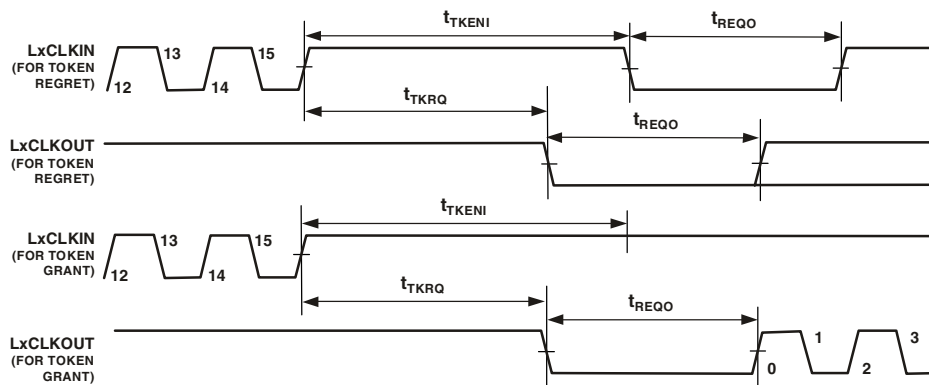 tTKENI
tREQO
LxCLKIN
(FOR TOKEN
REGRET)
13
15
12
14
tTKRQ
tREQO
LxCLKOUT
(FOR TOKEN
REGRET)
tTKENI
LxCLKIN
(FOR TOKEN
GRANT)
13
15
12
14
tTKRQ
tREQO
LxCLKOUT
(FOR TOKEN
GRANT)
1
3
0
2